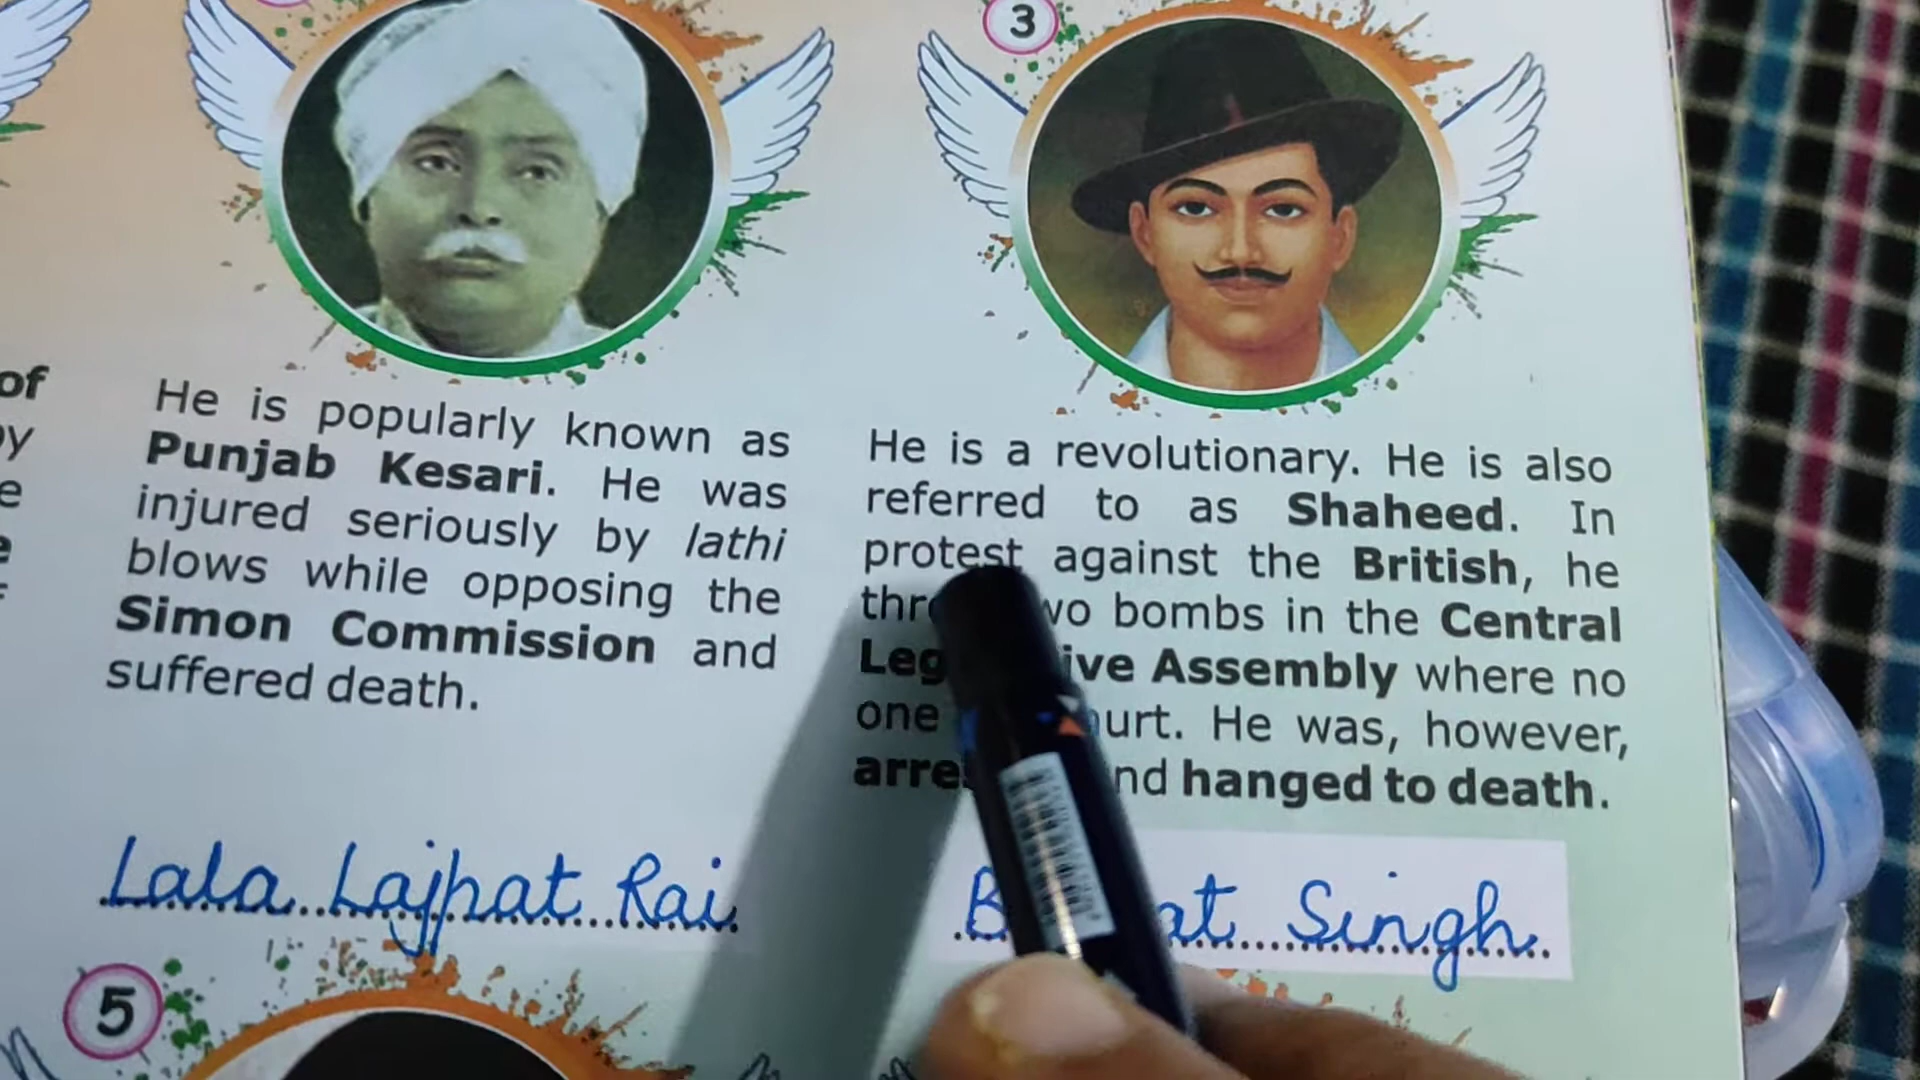 3
of
He is popularly known as
Punjab Kesari. He was
injured seriously by lathi
blows while opposing the
Simon Commission and
suffered death.
Lala Lajpat Rai
He is a revolutionary. He is also
referred to as Shaheed. In
protest against the British, he
bombs in the Central
Assembly where no
one He was, however,
and hanged to death.
Singh
5